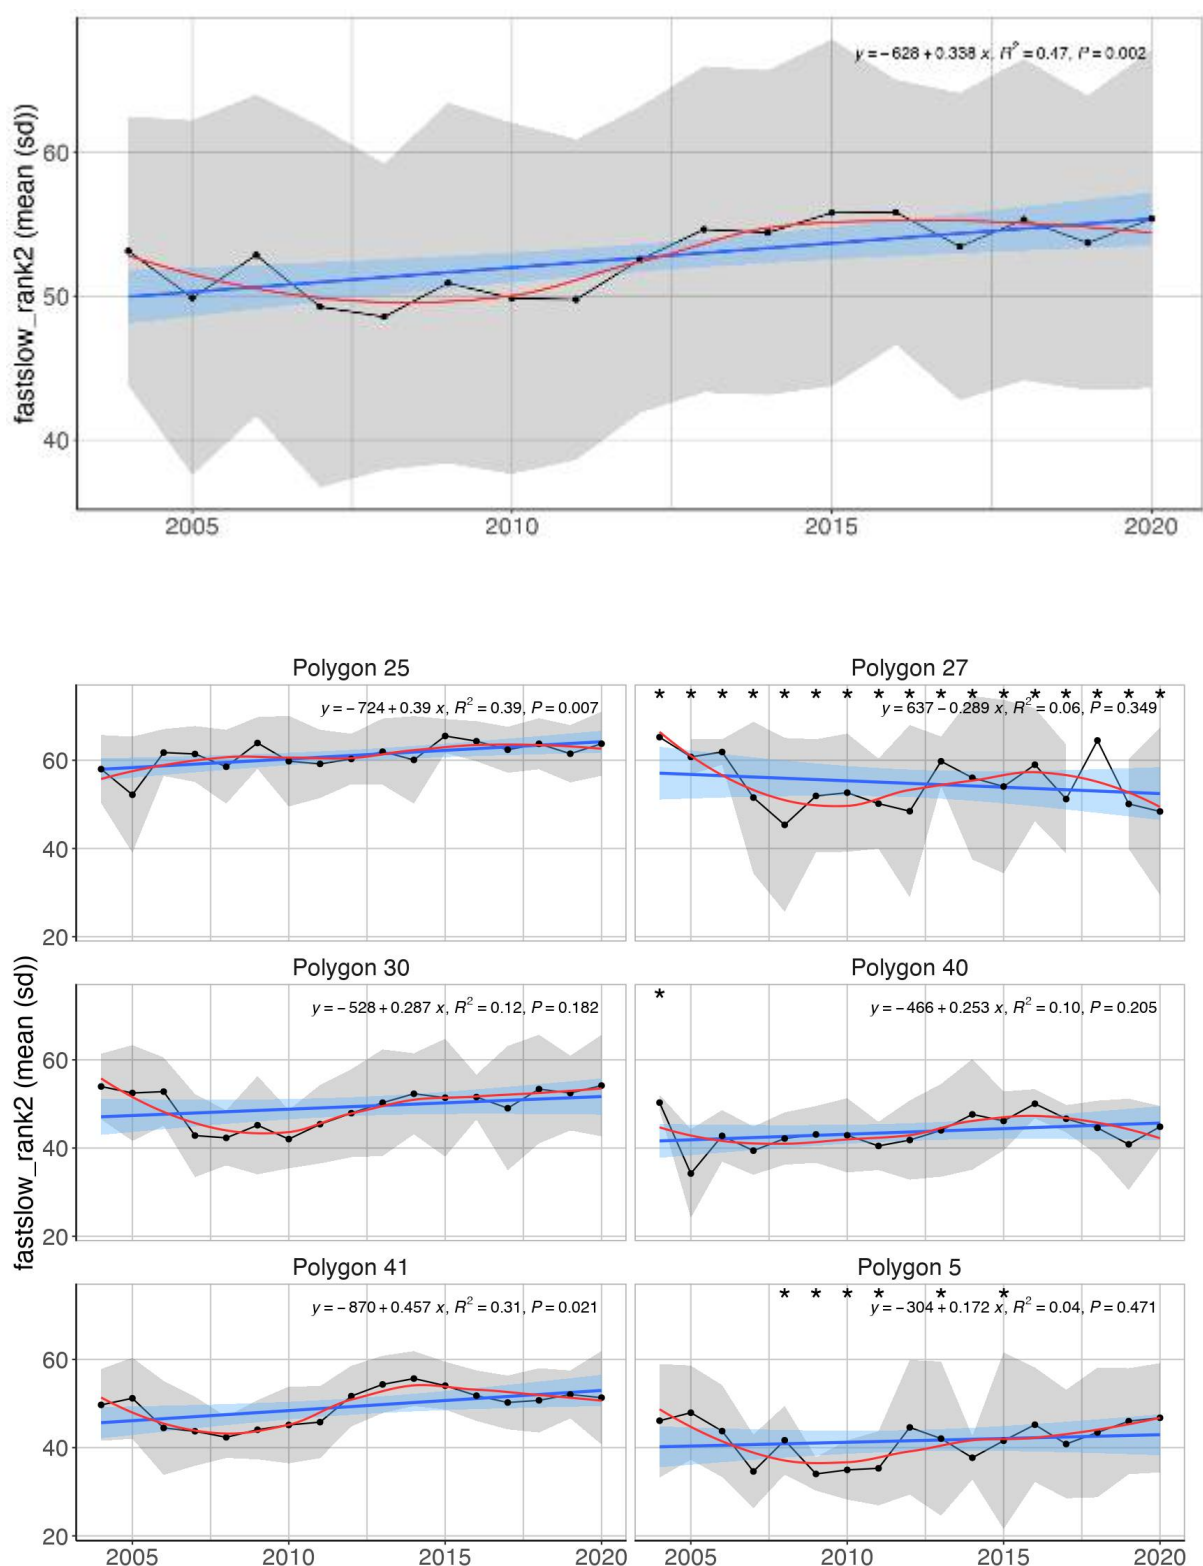 y = −628 + 0.338 x, R² = 0.47, P = 0.002
fastslow_rank2 (mean (sd))
60
50
40
2005 2010 2015 2020
Polygon 25 Polygon 27
* * * * * * * * * * * * * * * * *
y = −724 + 0.39 x, R² = 0.39, P = 0.007 y = 637 − 0.289 x, R² = 0.06, P = 0.349
60
40
20
Polygon 30 Polygon 40
*
y = −528 + 0.287 x, R² = 0.12, P = 0.182 y = −466 + 0.253 x, R² = 0.10, P = 0.205
60
40
20
fastslow_rank2 (mean (sd))
Polygon 41 Polygon 5
* * * * * *
y = −870 + 0.457 x, R² = 0.31, P = 0.021 y = −304 + 0.172 x, R² = 0.04, P = 0.471
60
40
20
2005 2010 2015 2020 2005 2010 2015 2020